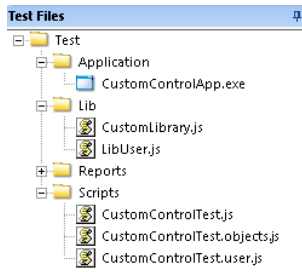 Test Files
Test
Application
CustomControlApp.exe
Lib
CustomLibrary.js
LibUser.js
Reports
Scripts
CustomControlTest.js
CustomControlTest.objects.js
CustomControlTest.user.js